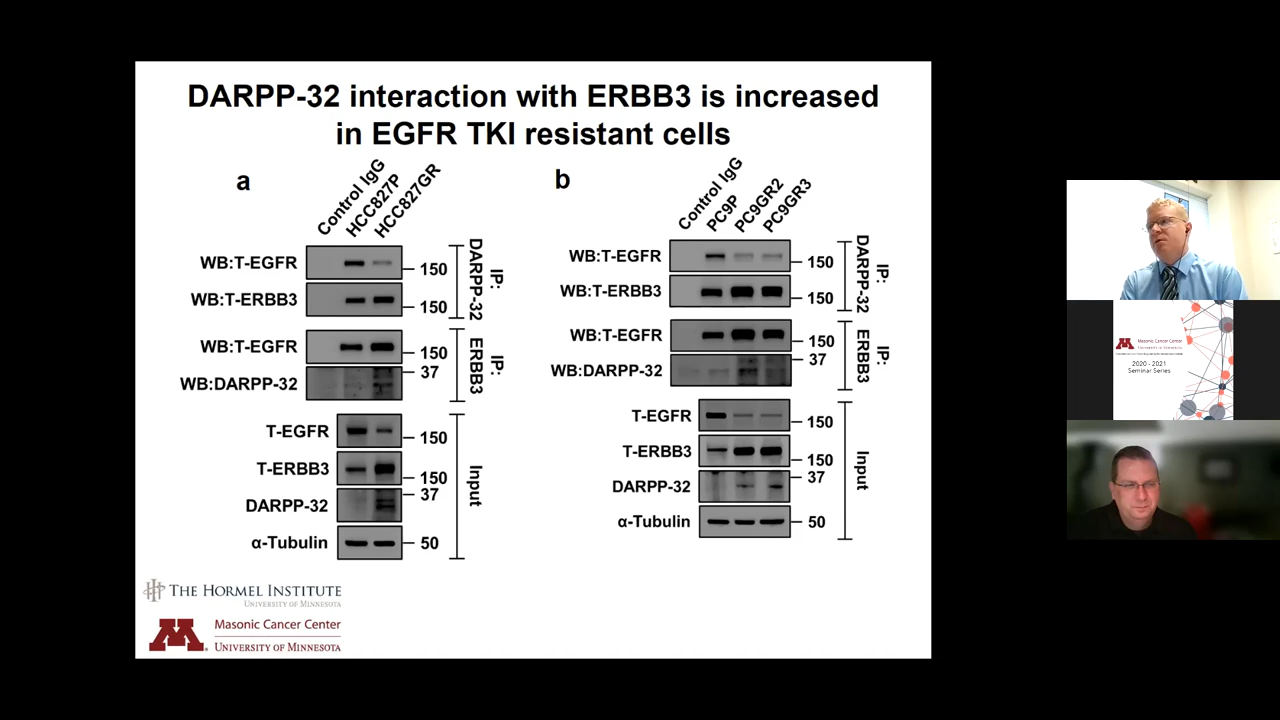 DARPP-32 interaction with ERBB3 is increased
in EGFR TKI resistant cells
a
Control IgG
HCC827P
HCC827GR
WB:T-EGFR
150
WB:T-ERBB3
150
IP:
DARPP-32
WB:T-EGFR
150
WB:DARPP-32
37
IP:
ERBB3
T-EGFR
150
T-ERBB3
150
DARPP-32
37
α-Tubulin
50
Input
b
Control IgG
PC9P
PC9GR2
PC9GR3
WB:T-EGFR
150
WB:T-ERBB3
150
IP:
DARPP-32
WB:T-EGFR
150
WB:DARPP-32
37
IP:
ERBB3
T-EGFR
150
T-ERBB3
150
DARPP-32
37
α-Tubulin
50
Input
THE HORMEL INSTITUTE
UNIVERSITY OF MINNESOTA
Masonic Cancer Center
UNIVERSITY OF MINNESOTA
Masonic Cancer Center
UNIVERSITY OF MINNESOTA
2020 - 2021
Seminar Series